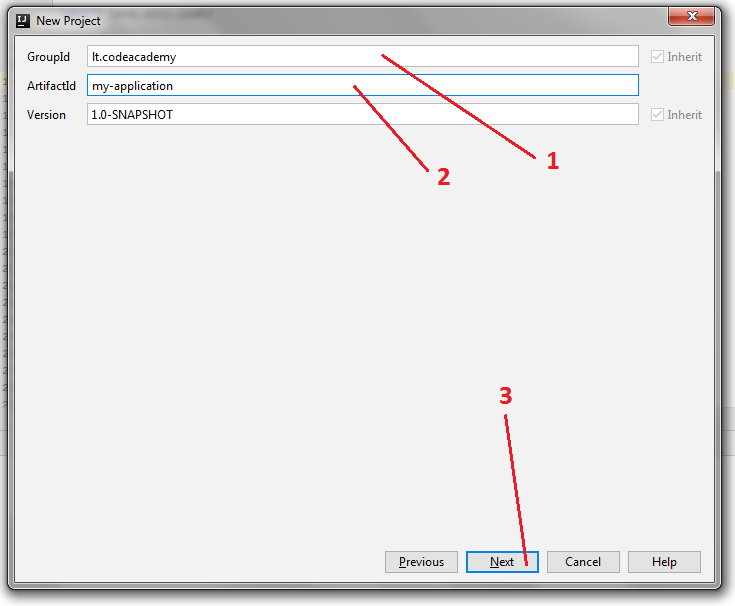 New Project
GroupId lt.codeacademy Inherit
ArtifactId my-application
Version 1.0-SNAPSHOT Inherit
1
2
3
Previous Next Cancel Help